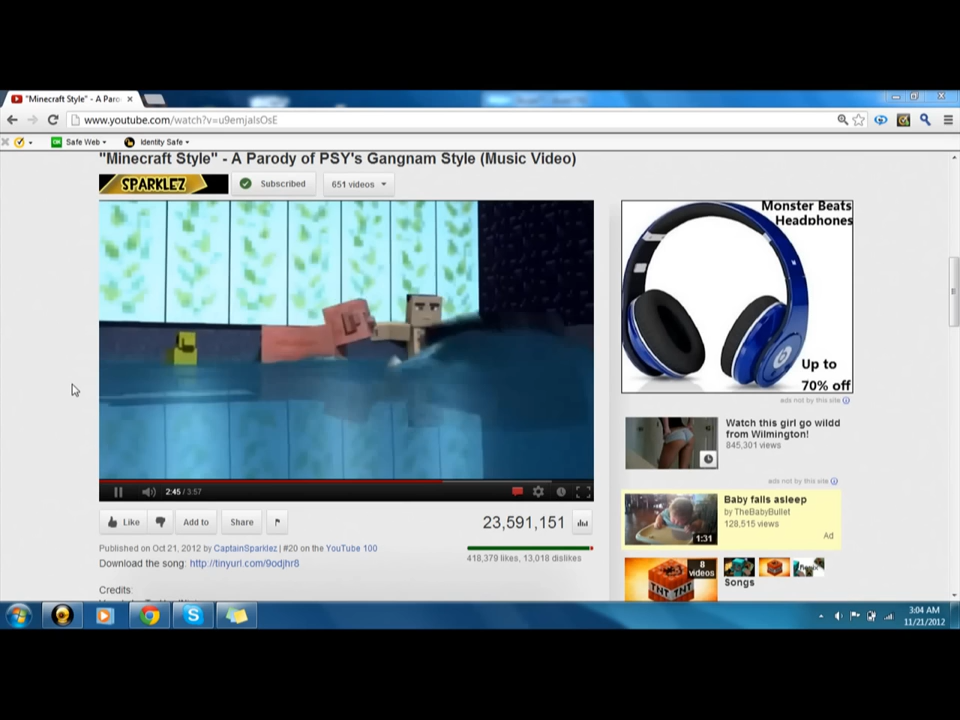 "Minecraft Style" - A Paro
www.youtube.com/watch?v=u9emjaIsOsE
Safe Web
Identity Safe
"Minecraft Style" - A Parody of PSY's Gangnam Style (Music Video)
SPARKLEZ
Subscribed
651 videos
Monster Beats
Headphones
Up to
70% off
ads not by this site
Watch this girl go wildd
from Wilmington!
845,301 views
ads not by this site
Baby falls asleep
by TheBabyBullet
128,515 views
1:31
Ad
2:45 / 3:57
Like
Add to
Share
23,591,151
Published on Oct 21, 2012 by CaptainSparklez | #20 on the YouTube 100
418,379 likes, 13,018 dislikes
Download the song: http://tinyurl.com/9odjhr8
8
videos
TNT TNT
Songs
Credits:
3:04 AM
11/21/2012